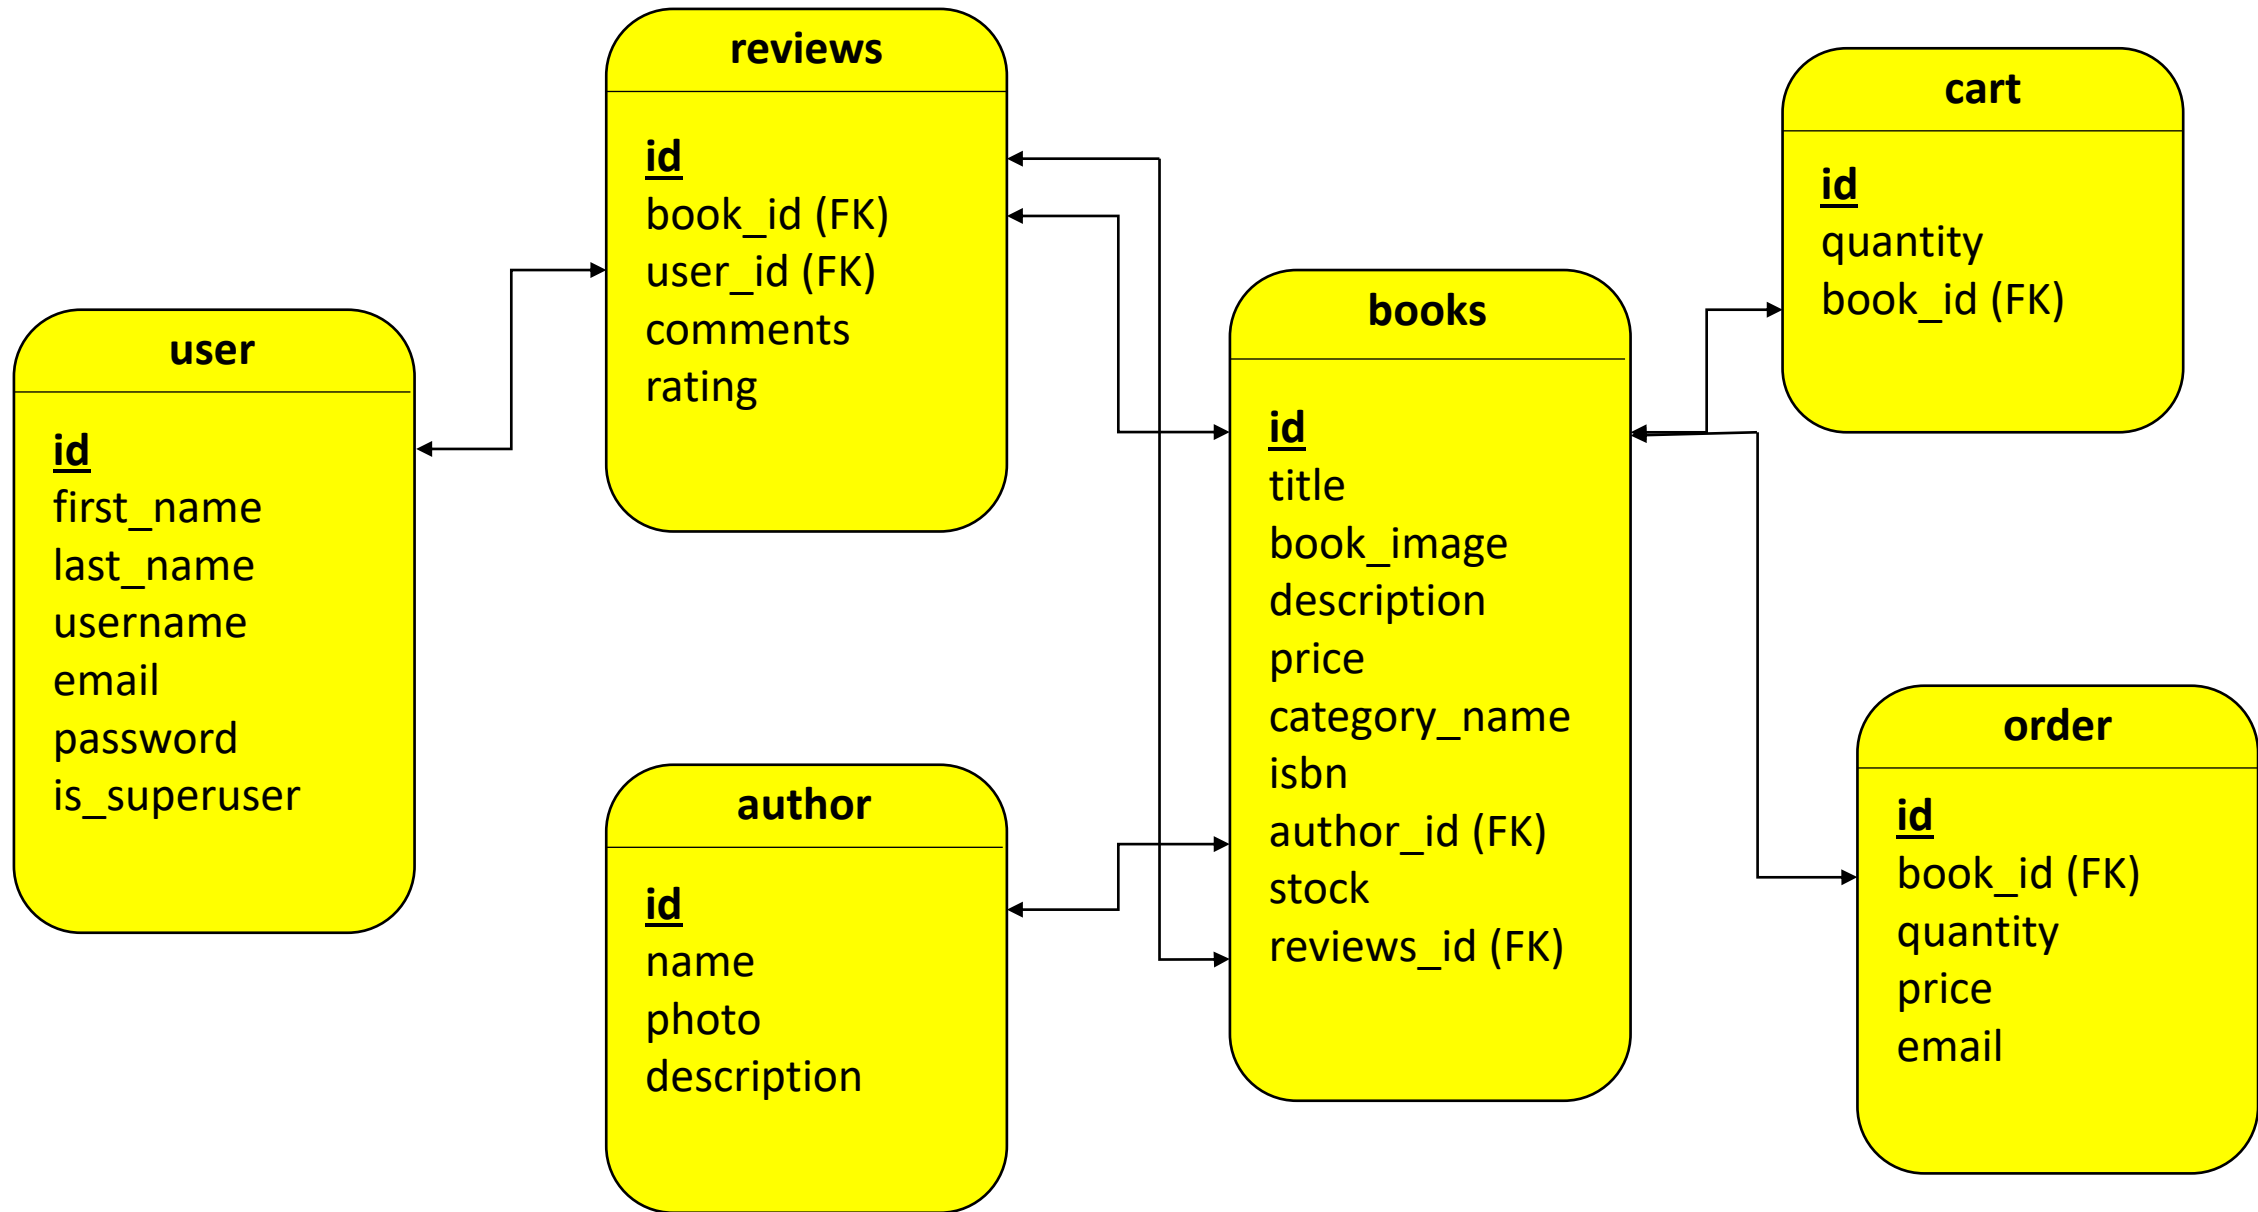 reviews
id
book_id (FK)
user_id (FK)
comments
rating
cart
id
quantity
book_id (FK)
user
id
first_name
last_name
username
email
password
is_superuser
books
id
title
book_image
description
price
category_name
isbn
author_id (FK)
stock
reviews_id (FK)
author
id
name
photo
description
order
id
book_id (FK)
quantity
price
email